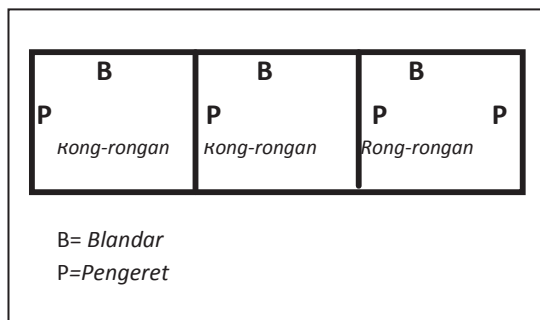 B B B
P P P P
Rong-rongan Rong-rongan Rong-rongan
B= Blandar
P=Pengeret